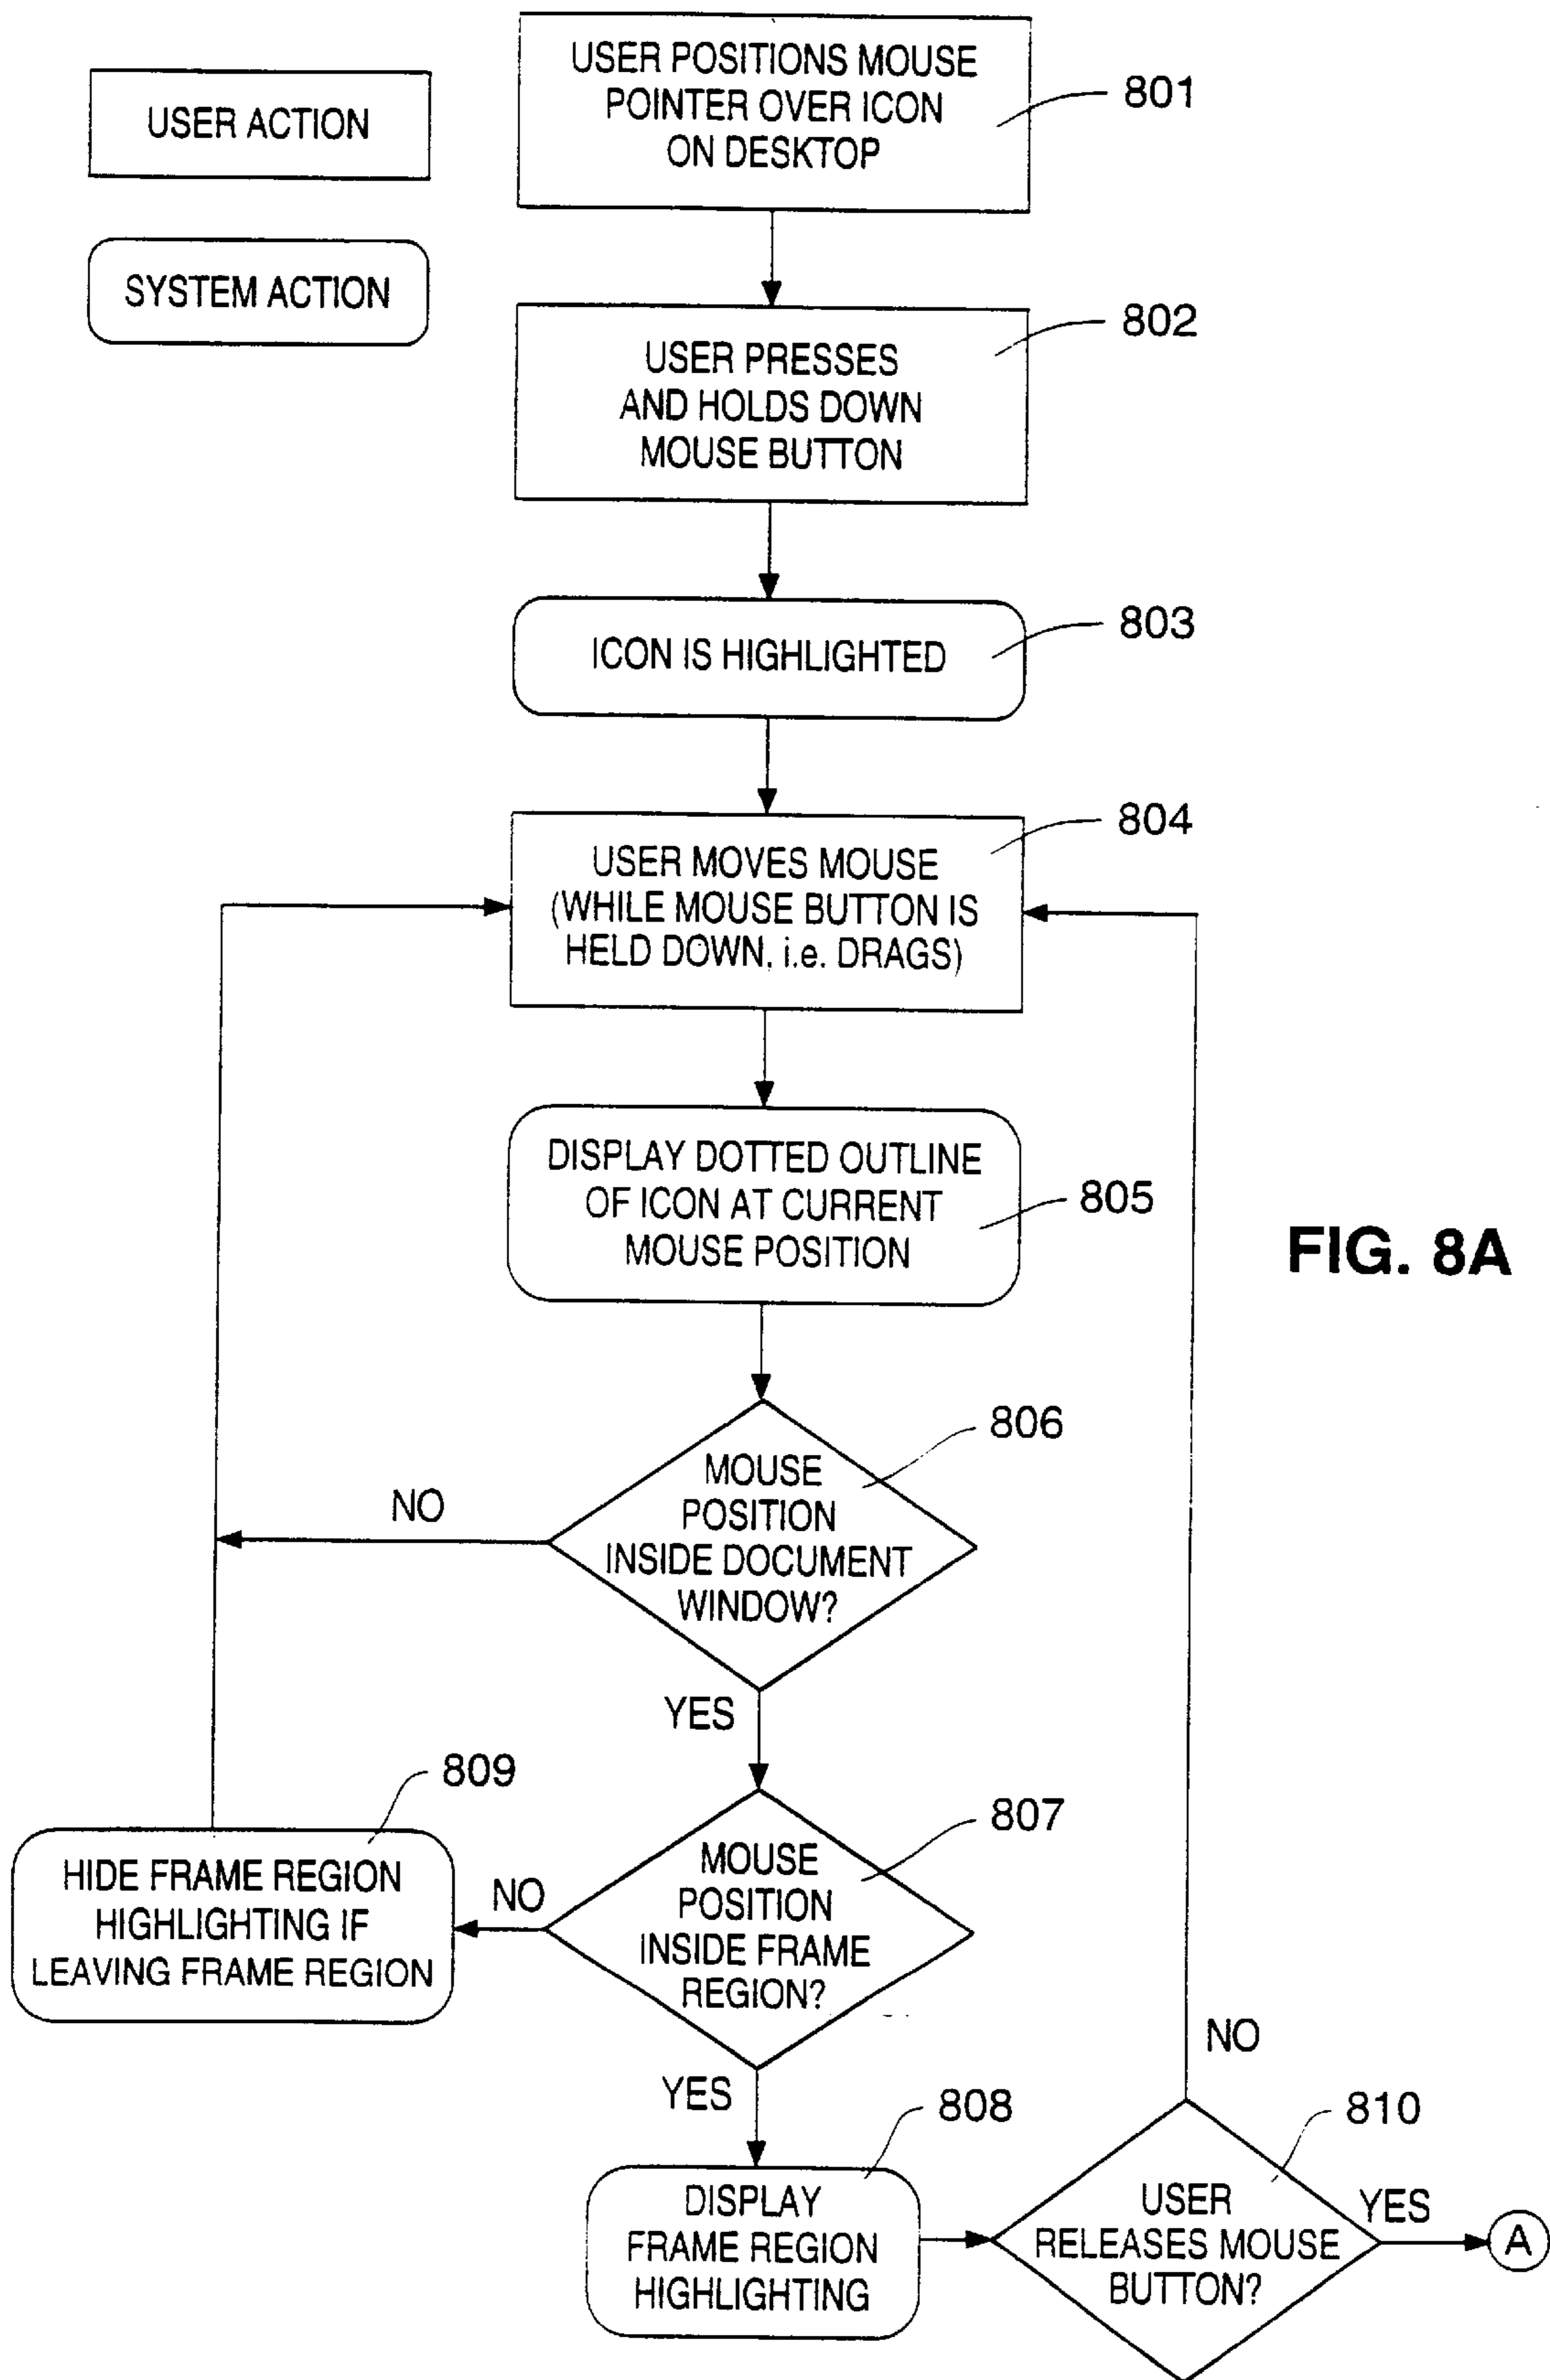 USER ACTION
SYSTEM ACTION
USER POSITIONS MOUSE
POINTER OVER ICON
ON DESKTOP
801
USER PRESSES
AND HOLDS DOWN
MOUSE BUTTON
802
ICON IS HIGHLIGHTED
803
USER MOVES MOUSE
(WHILE MOUSE BUTTON IS
HELD DOWN, i.e. DRAGS)
804
DISPLAY DOTTED OUTLINE
OF ICON AT CURRENT
MOUSE POSITION
805
FIG. 8A
MOUSE
POSITION
INSIDE DOCUMENT
WINDOW?
806
NO
YES
MOUSE
POSITION
INSIDE FRAME
REGION?
807
NO
HIDE FRAME REGION
HIGHLIGHTING IF
LEAVING FRAME REGION
809
YES
DISPLAY
FRAME REGION
HIGHLIGHTING
808
USER
RELEASES MOUSE
BUTTON?
810
NO
YES
A